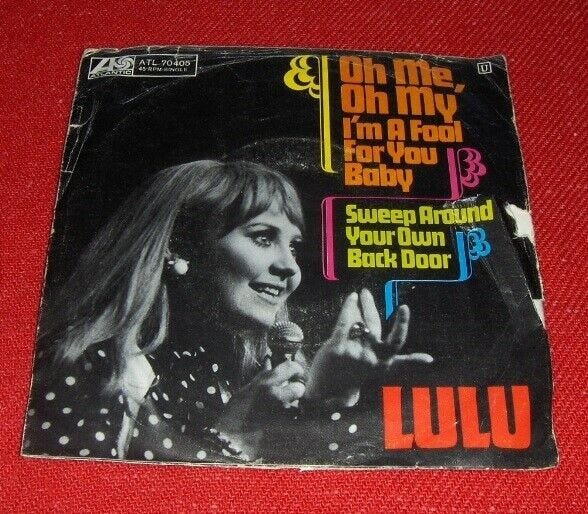 ATLANTIC
ATL 70405
45-RPM-SINGLE
U
Oh Me,
Oh My
I'm A Fool
For You
Baby
Sweep Around
Your Own
Back Door
LULU